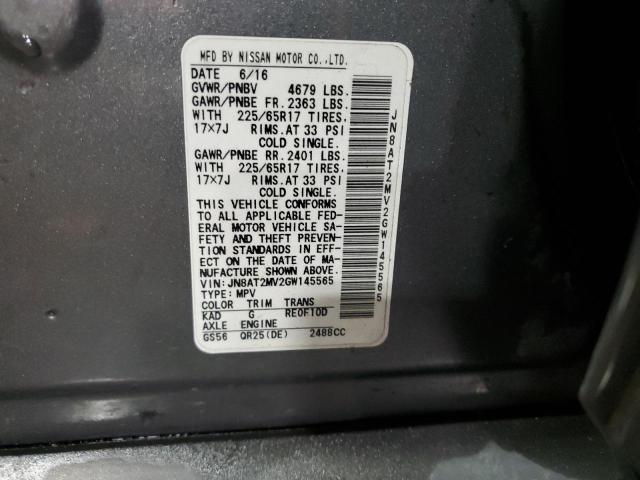 MFD BY NISSAN MOTOR CO.,LTD.
DATE 6/16
GVWR/PNBV 4679 LBS.
GAWR/PNBE FR.2363 LBS.
WITH 225/65R17 TIRES.
17X7J RIMS.AT 33 PSI
COLD SINGLE.
GAWR/PNBE RR.2401 LBS.
WITH 225/65R17 TIRES.
17X7J RIMS.AT 33 PSI
COLD SINGLE.
THIS VEHICLE CONFORMS
TO ALL APPLICABLE FED-
ERAL MOTOR VEHICLE SA-
FETY AND THEFT PREVEN-
TION STANDARDS IN EFF-
ECT ON THE DATE OF MA-
NUFACTURE SHOWN ABOVE.
VIN:JN8AT2MV2GW145565
TYPE:MPV
COLOR TRIM TRANS
KAD G RE0F10D
AXLE ENGINE
GS56 QR25(DE) 2488CC
JN8AT2MV2GW145565